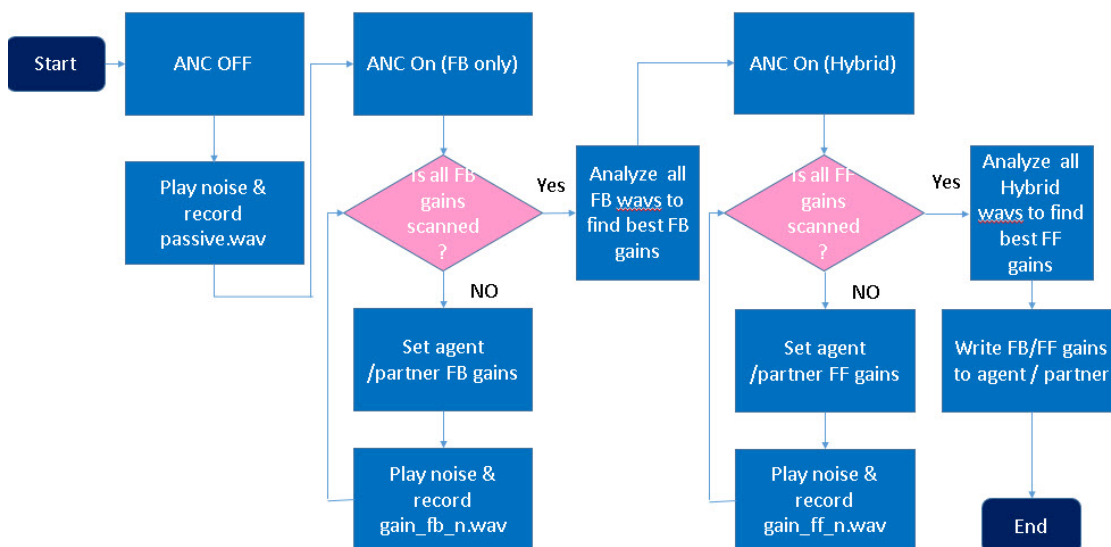 Start
ANC OFF
Play noise &
record
passive.wav
ANC On (FB only)
Is all FB
gains
scanned
?
Yes
NO
Set agent
/partner FB gains
Play noise &
record
gain_fb_n.wav
Analyze all
FB wavs to
find best FB
gains
ANC On (Hybrid)
Is all FF
gains
scanned
?
Yes
NO
Set agent
/partner FF gains
Play noise &
record
gain_ff_n.wav
Analyze all
Hybrid
wavs to find
best FF
gains
Write FB/FF gains
to agent / partner
End